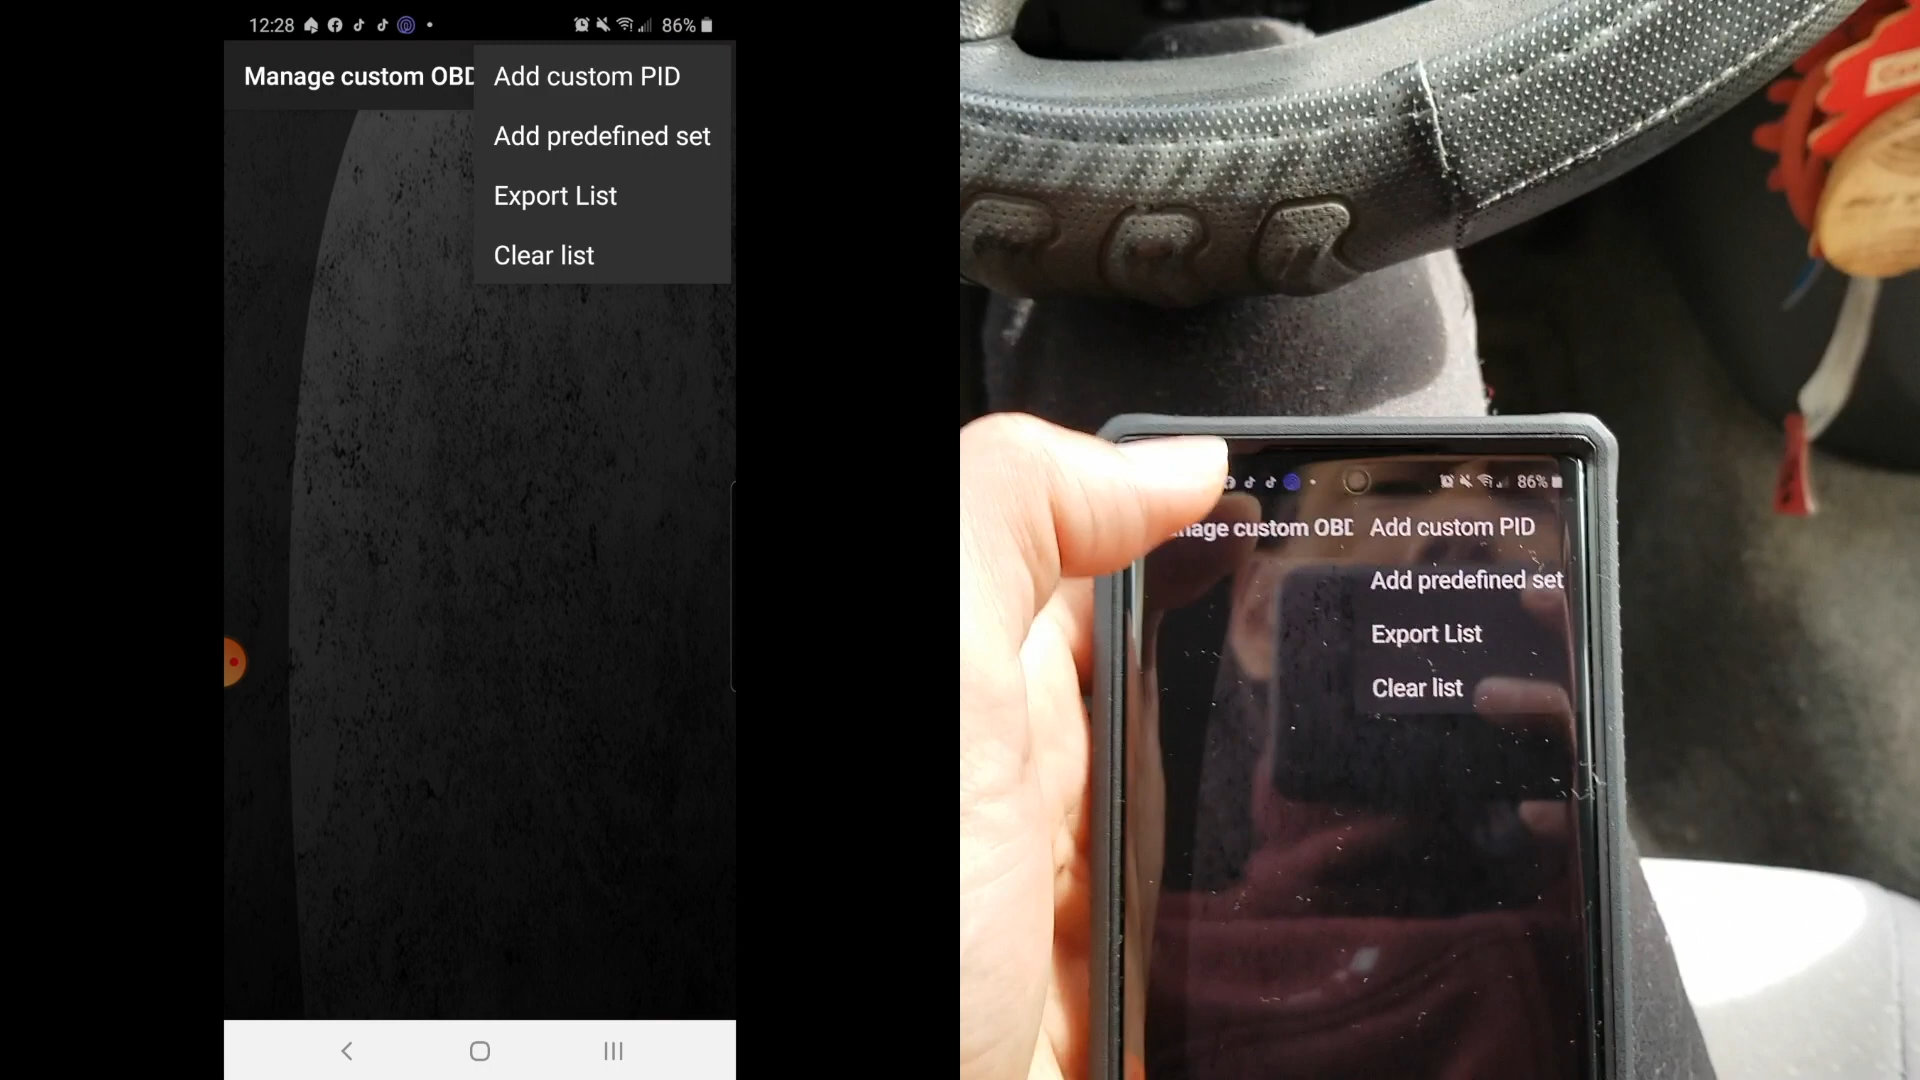 12:28
86%
Manage custom OBD
Add custom PID
Add predefined set
Export List
Clear list
86%
nage custom OBD
Add custom PID
Add predefined set
Export List
Clear list